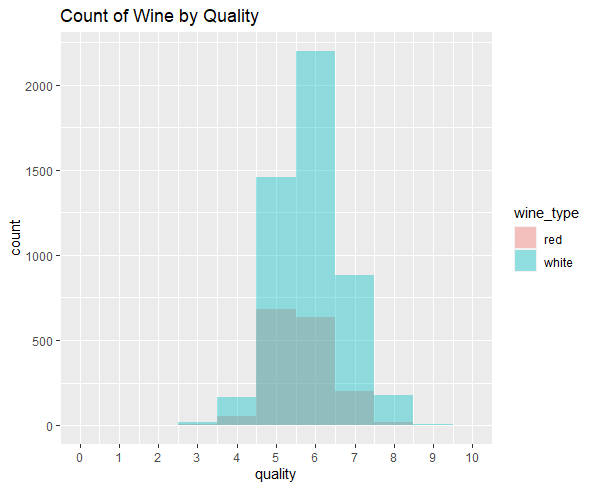 Count of Wine by Quality
2000
1500
1000
500
0
count
0 1 2 3 4 5 6 7 8 9 10
quality
wine_type
red
white